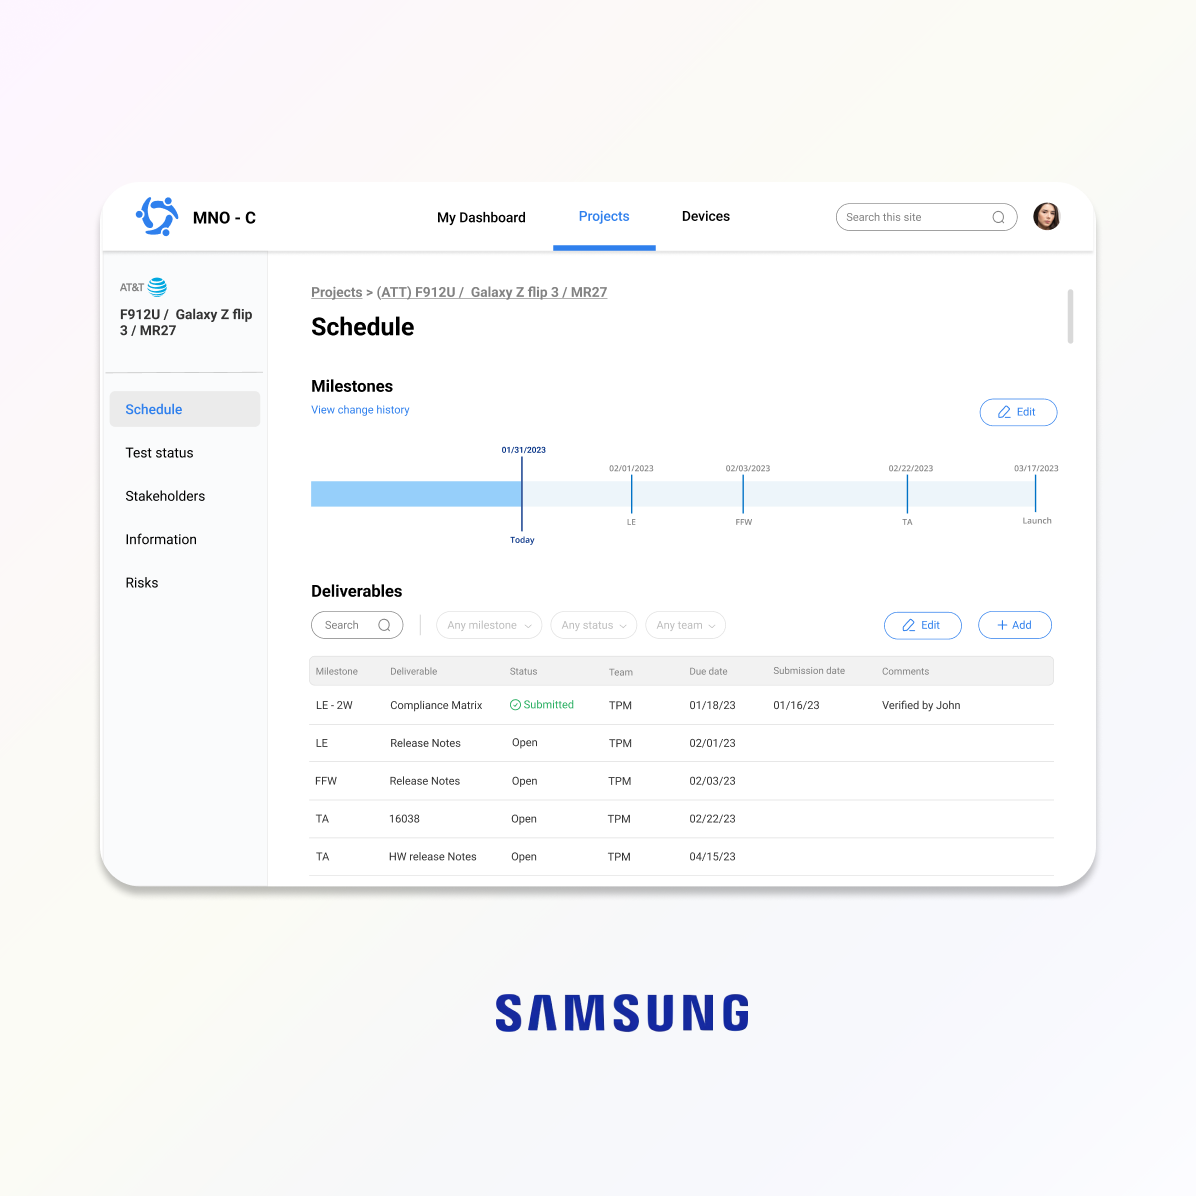 MNO - C
My Dashboard
Projects
Devices
Search this site
AT&T
F912U /  Galaxy Z flip
3 / MR27
Schedule
Test status
Stakeholders
Information
Risks
Projects > (ATT) F912U /  Galaxy Z flip 3 / MR27
Schedule
Milestones
View change history
Edit
01/31/2023
02/01/2023
02/03/2023
02/22/2023
03/17/2023
LE
FFW
TA
Launch
Today
Deliverables
Search
Any milestone
Any status
Any team
Edit
+ Add
Milestone Deliverable Status Team Due date Submission date Comments
LE - 2W Compliance Matrix Submitted TPM 01/18/23 01/16/23 Verified by John
LE Release Notes Open TPM 02/01/23
FFW Release Notes Open TPM 02/03/23
TA 16038 Open TPM 02/22/23
TA HW release Notes Open TPM 04/15/23
SAMSUNG